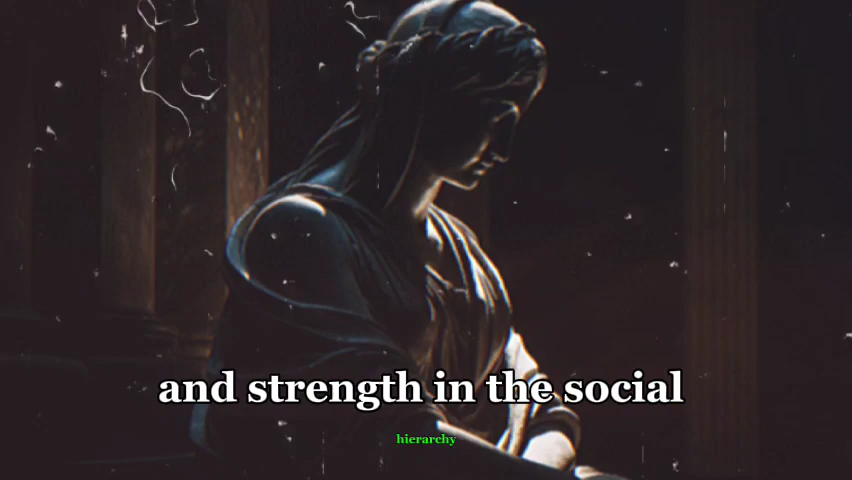 and strength in the social
hierarchy